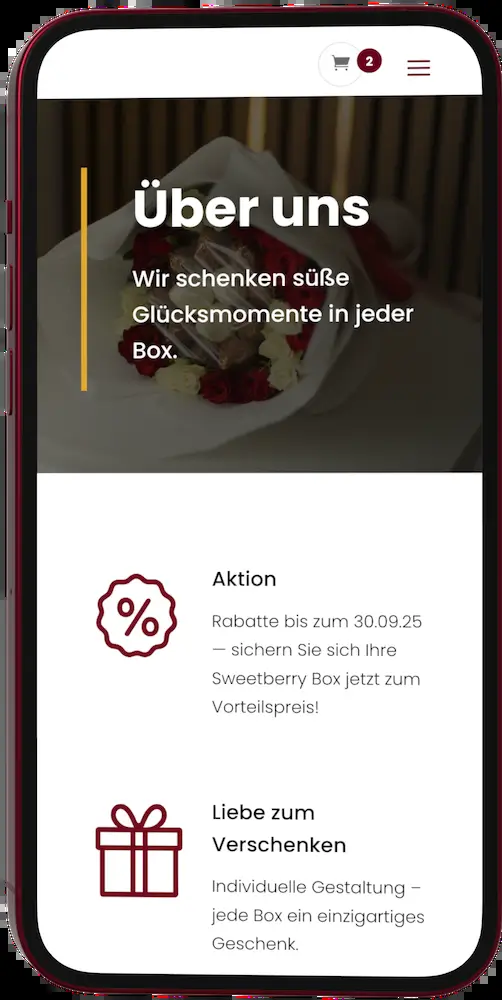 2
Über uns
Wir schenken süße
Glücksmomente in jeder
Box.
Aktion
Rabatte bis zum 30.09.25
— sichern Sie sich Ihre
Sweetberry Box jetzt zum
Vorteilspreis!
Liebe zum
Verschenken
Individuelle Gestaltung –
jede Box ein einzigartiges
Geschenk.